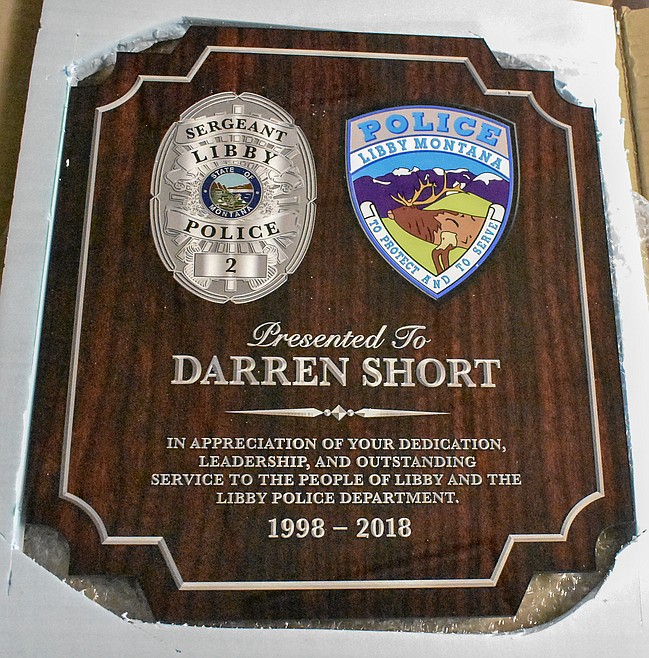 SERGEANT
LIBBY
STATE OF
MONTANA
POLICE
2
POLICE
LIBBY MONTANA
TO PROTECT AND TO SERVE
Presented To
DARREN SHORT
IN APPRECIATION OF YOUR DEDICATION,
LEADERSHIP, AND OUTSTANDING
SERVICE TO THE PEOPLE OF LIBBY AND THE
LIBBY POLICE DEPARTMENT.
1998 – 2018